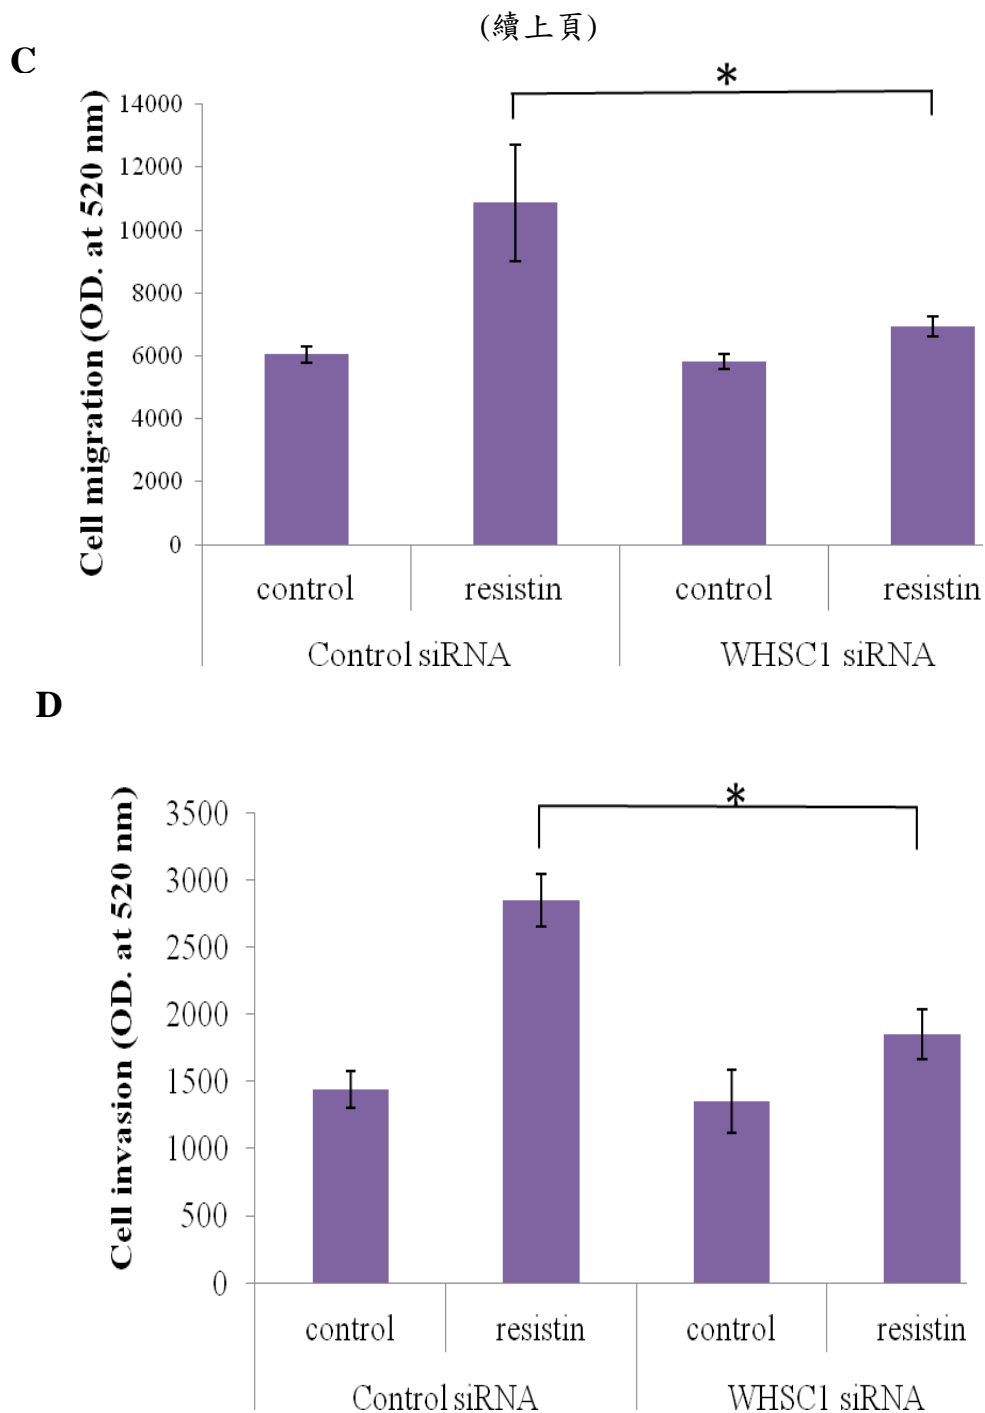 (續上頁)
C
*
Cell migration (OD. at 520 nm)
14000
12000
10000
8000
6000
4000
2000
0
control resistin control resistin
Control siRNA WHSC1 siRNA
D
*
Cell invasion (OD. at 520 nm)
3500
3000
2500
2000
1500
1000
500
0
control resistin control resistin
Control siRNA WHSC1 siRNA